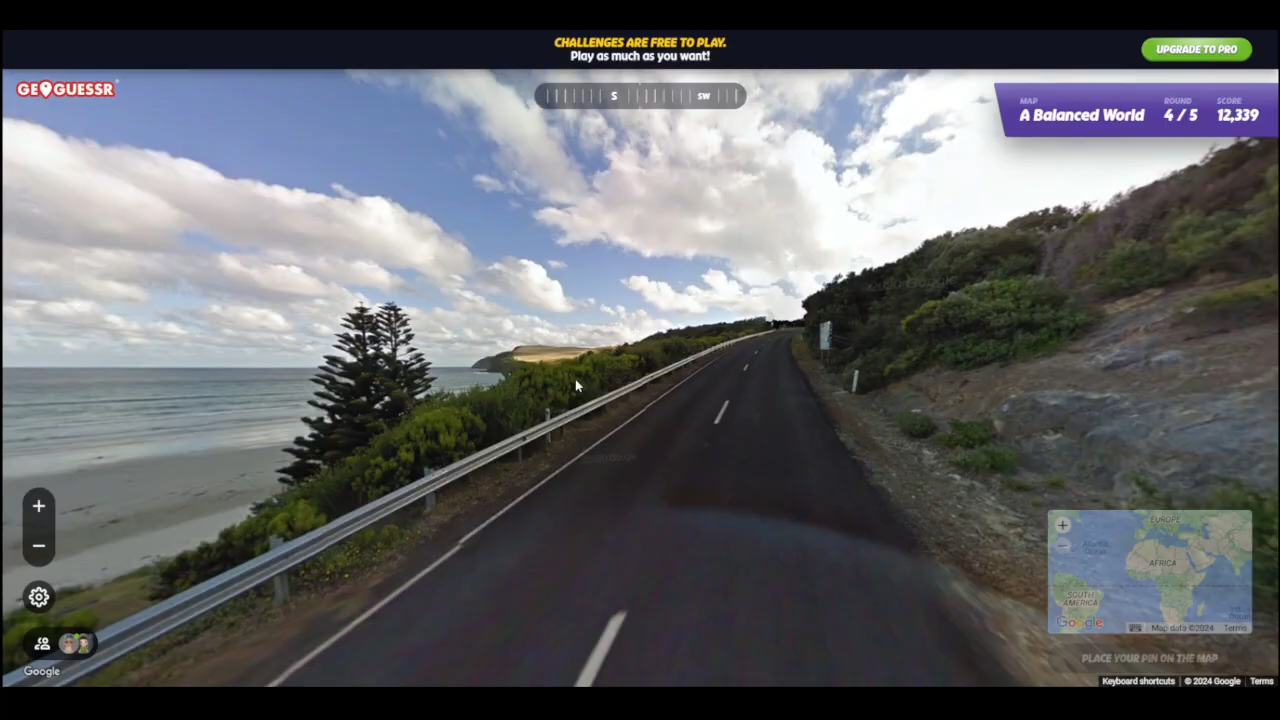 CHALLENGES ARE FREE TO PLAY.
Play as much as you want!
UPGRADE TO PRO
GEOGUESSR
S
SW
MAP
A Balanced World
ROUND
4 / 5
SCORE
12,339
EUROPE
Atlantic
Ocean
AFRICA
SOUTH
AMERICA
Google
Map data ©2024
Terms
PLACE YOUR PIN ON THE MAP
Google
Keyboard shortcuts
© 2024 Google
Terms